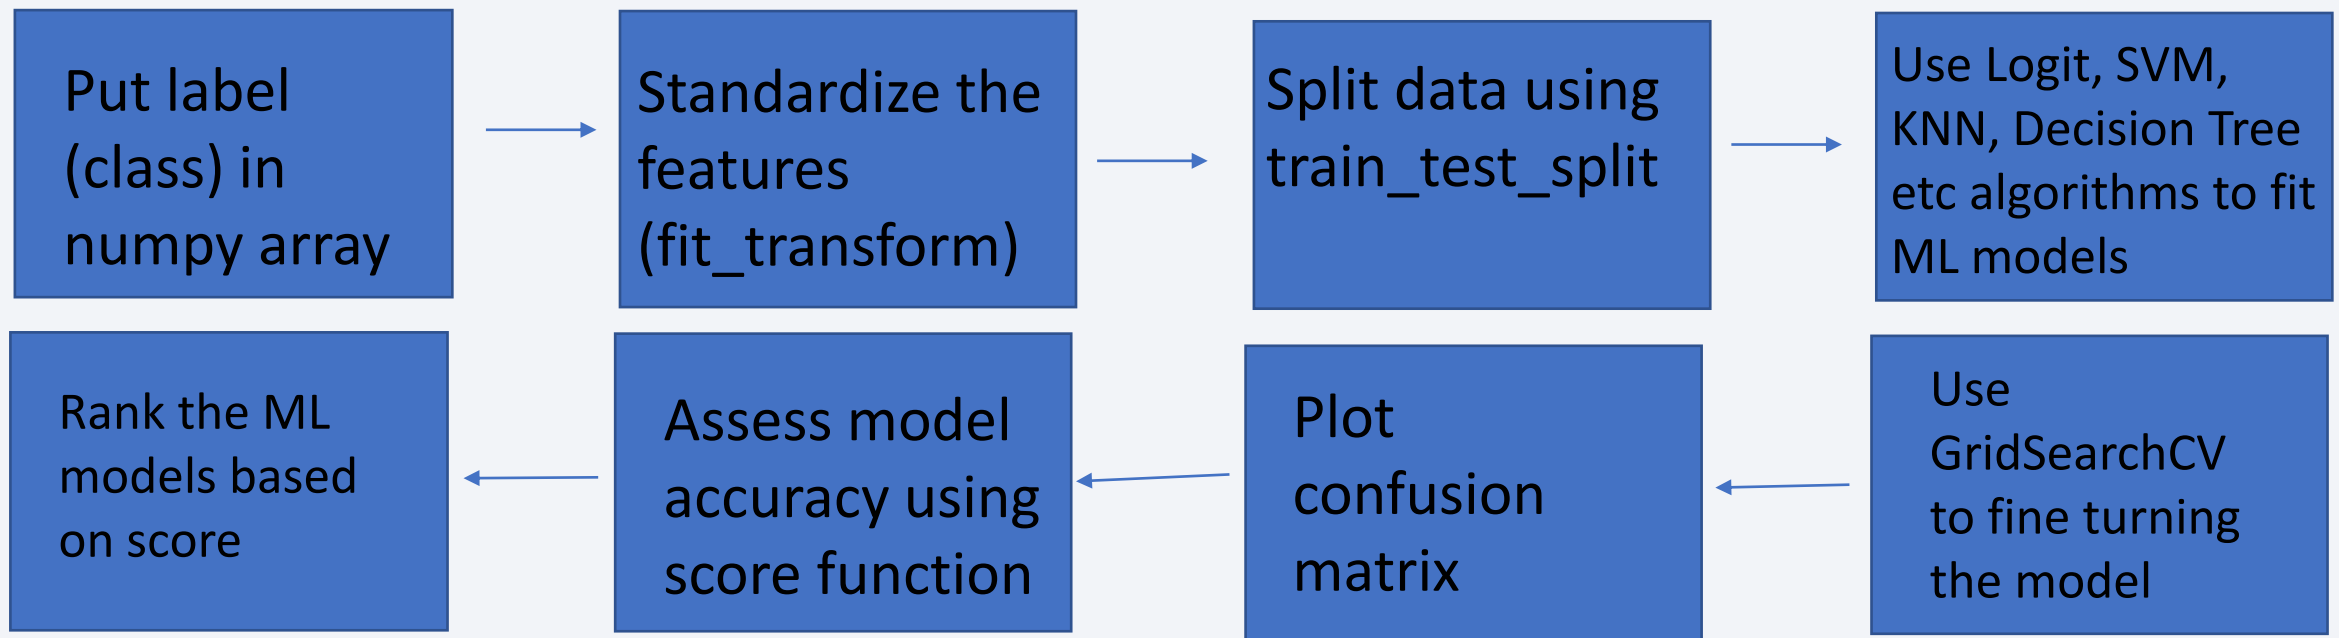 Put label
(class) in
numpy array
Standardize the
features
(fit_transform)
Split data using
train_test_split
Use Logit, SVM,
KNN, Decision Tree
etc algorithms to fit
ML models
Use
GridSearchCV
to fine turning
the model
Plot
confusion
matrix
Assess model
accuracy using
score function
Rank the ML
models based
on score